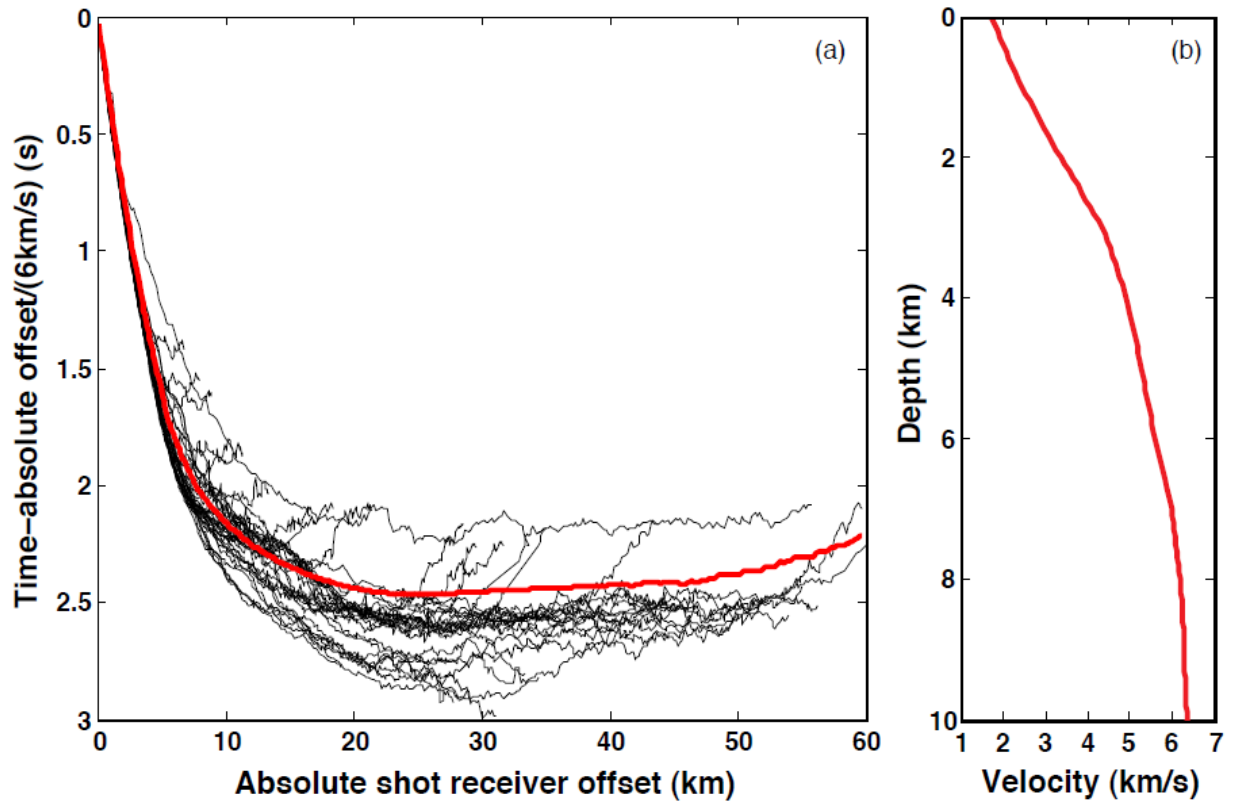 (a)
0
0.5
1
1.5
2
2.5
3
Time–absolute offset/(6km/s) (s)
0 10 20 30 40 50 60
Absolute shot receiver offset (km)
(b)
0
2
4
6
8
10
Depth (km)
1 2 3 4 5 6 7
Velocity (km/s)